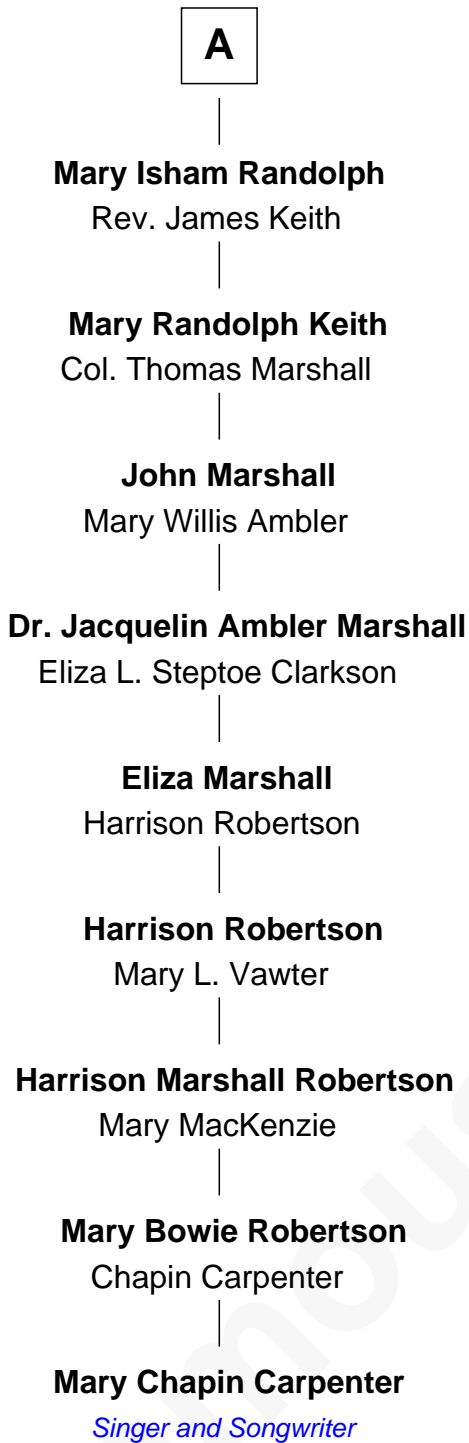 A
Mary Isham Randolph
Rev. James Keith
Mary Randolph Keith
Col. Thomas Marshall
John Marshall
Mary Willis Ambler
Dr. Jacquelin Ambler Marshall
Eliza L. Steptoe Clarkson
Eliza Marshall
Harrison Robertson
Harrison Robertson
Mary L. Vawter
Harrison Marshall Robertson
Mary MacKenzie
Mary Bowie Robertson
Chapin Carpenter
Mary Chapin Carpenter
Singer and Songwriter